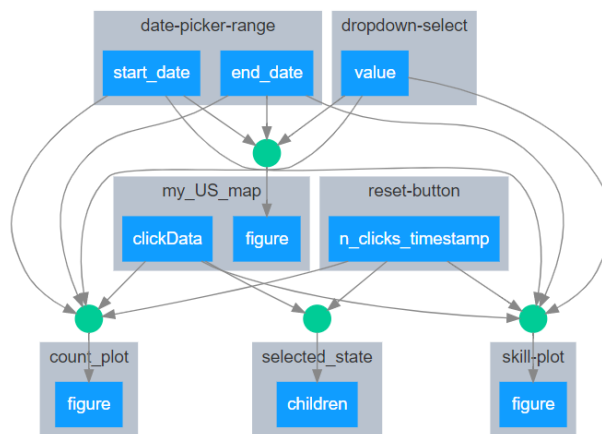 date-picker-range
dropdown-select
start_date
end_date
value
my_US_map
reset-button
clickData
figure
n_clicks_timestamp
count_plot
selected_state
skill-plot
figure
children
figure